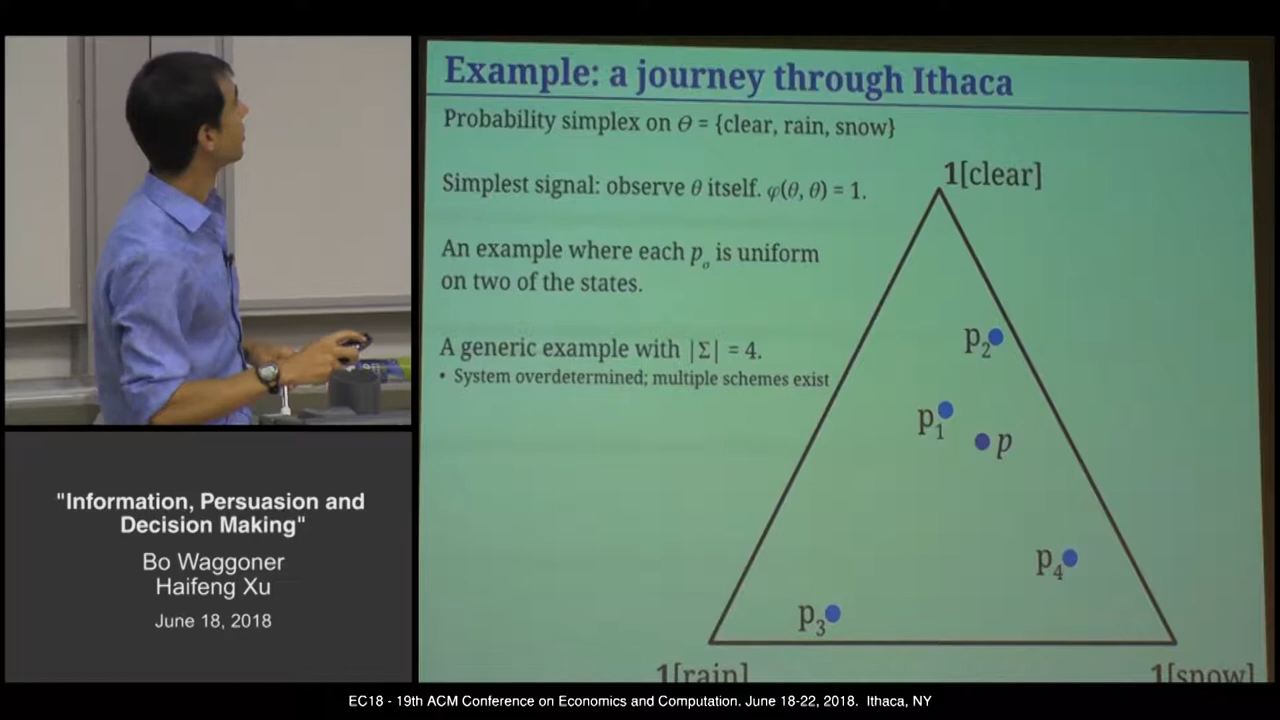 Example: a journey through Ithaca
Probability simplex on Θ = {clear, rain, snow}
Simplest signal: observe θ itself. φ(θ, θ) = 1.
An example where each pσ is uniform
on two of the states.
A generic example with |Σ| = 4.
• System overdetermined; multiple schemes exist
1[clear]
p2
p1
p
p4
p3
1[rain]
1[snow]
"Information, Persuasion and
Decision Making"
Bo Waggoner
Haifeng Xu
June 18, 2018
EC18 - 19th ACM Conference on Economics and Computation. June 18-22, 2018. Ithaca, NY